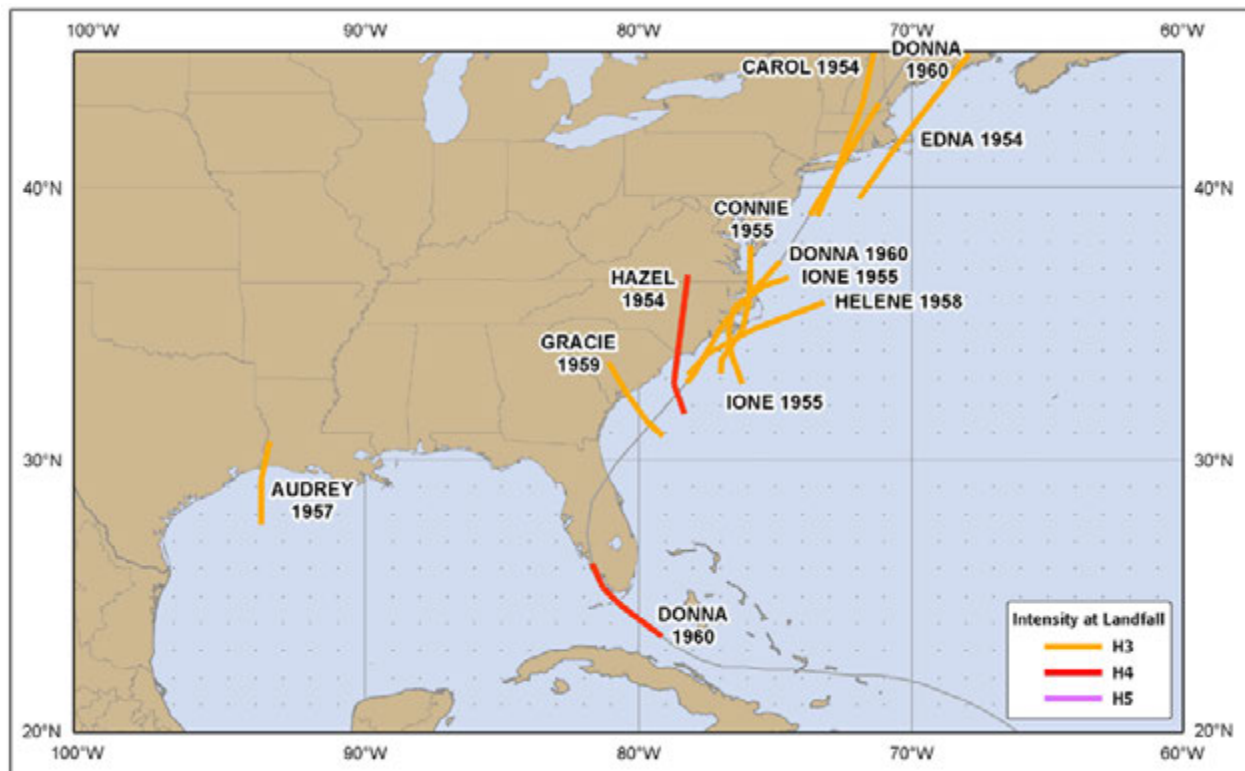 100°W 90°W 80°W 70°W 60°W
DONNA
1960
CAROL 1954
EDNA 1954
40°N 40°N
CONNIE
1955
DONNA 1960
IONE 1955
HAZEL
1954
HELENE 1958
GRACIE
1959
IONE 1955
30°N 30°N
AUDREY
1957
DONNA
1960
Intensity at Landfall
H3
H4
H5
20°N 20°N
100°W 90°W 80°W 70°W 60°W